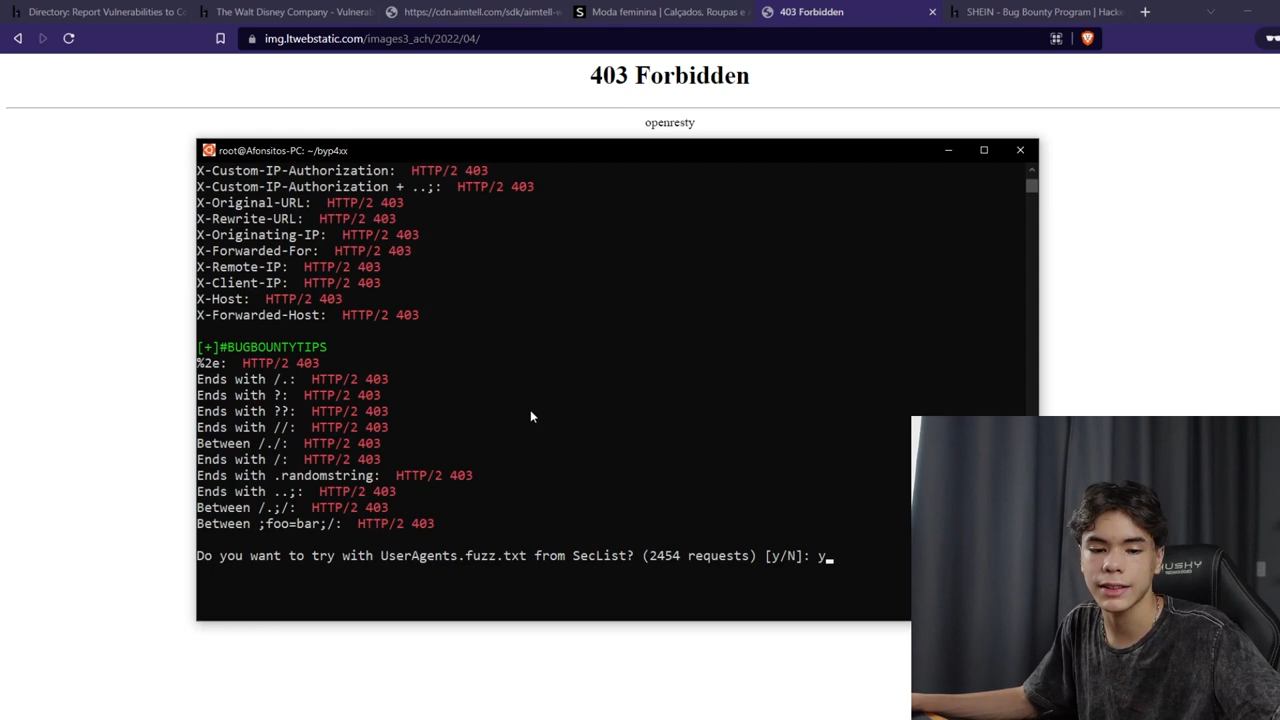 Directory: Report Vulnerabilities to Co
The Walt Disney Company - Vulnerab
https://cdn.aimtell.com/sdk/aimtell-w
S Moda feminina | Calçados, Roupas e A
403 Forbidden
SHEIN - Bug Bounty Program | Hacke
img.ltwebstatic.com/images3_ach/2022/04/
403 Forbidden
openresty
root@Afonsitos-PC: ~/byp4xx
X-Custom-IP-Authorization: HTTP/2 403
X-Custom-IP-Authorization + ..;: HTTP/2 403
X-Original-URL: HTTP/2 403
X-Rewrite-URL: HTTP/2 403
X-Originating-IP: HTTP/2 403
X-Forwarded-For: HTTP/2 403
X-Remote-IP: HTTP/2 403
X-Client-IP: HTTP/2 403
X-Host: HTTP/2 403
X-Forwarded-Host: HTTP/2 403
[+]#BUGBOUNTYTIPS
%2e: HTTP/2 403
Ends with /.: HTTP/2 403
Ends with ?: HTTP/2 403
Ends with ??: HTTP/2 403
Ends with //: HTTP/2 403
Between /./: HTTP/2 403
Ends with /: HTTP/2 403
Ends with .randomstring: HTTP/2 403
Ends with ..;: HTTP/2 403
Between /.;/: HTTP/2 403
Between ;foo=bar;/: HTTP/2 403
Do you want to try with UserAgents.fuzz.txt from SecList? (2454 requests) [y/N]: y
HUSKY
TECHNOLOGIES